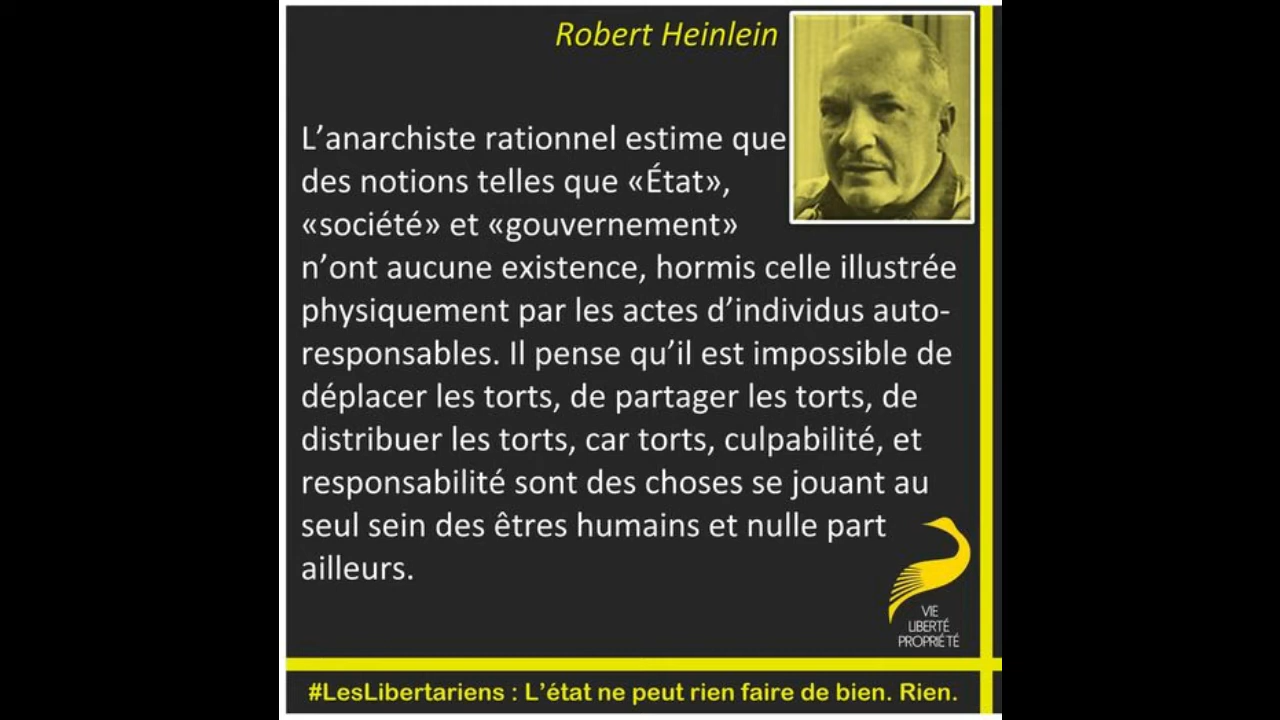 Robert Heinlein
L’anarchiste rationnel estime que
des notions telles que «État»,
«société» et «gouvernement»
n’ont aucune existence, hormis celle illustrée
physiquement par les actes d’individus auto-
responsables. Il pense qu’il est impossible de
déplacer les torts, de partager les torts, de
distribuer les torts, car torts, culpabilité, et
responsabilité sont des choses se jouant au
seul sein des êtres humains et nulle part
ailleurs.
VIE
LIBERTÉ
PROPRIÉTÉ
#LesLibertariens : L’état ne peut rien faire de bien. Rien.